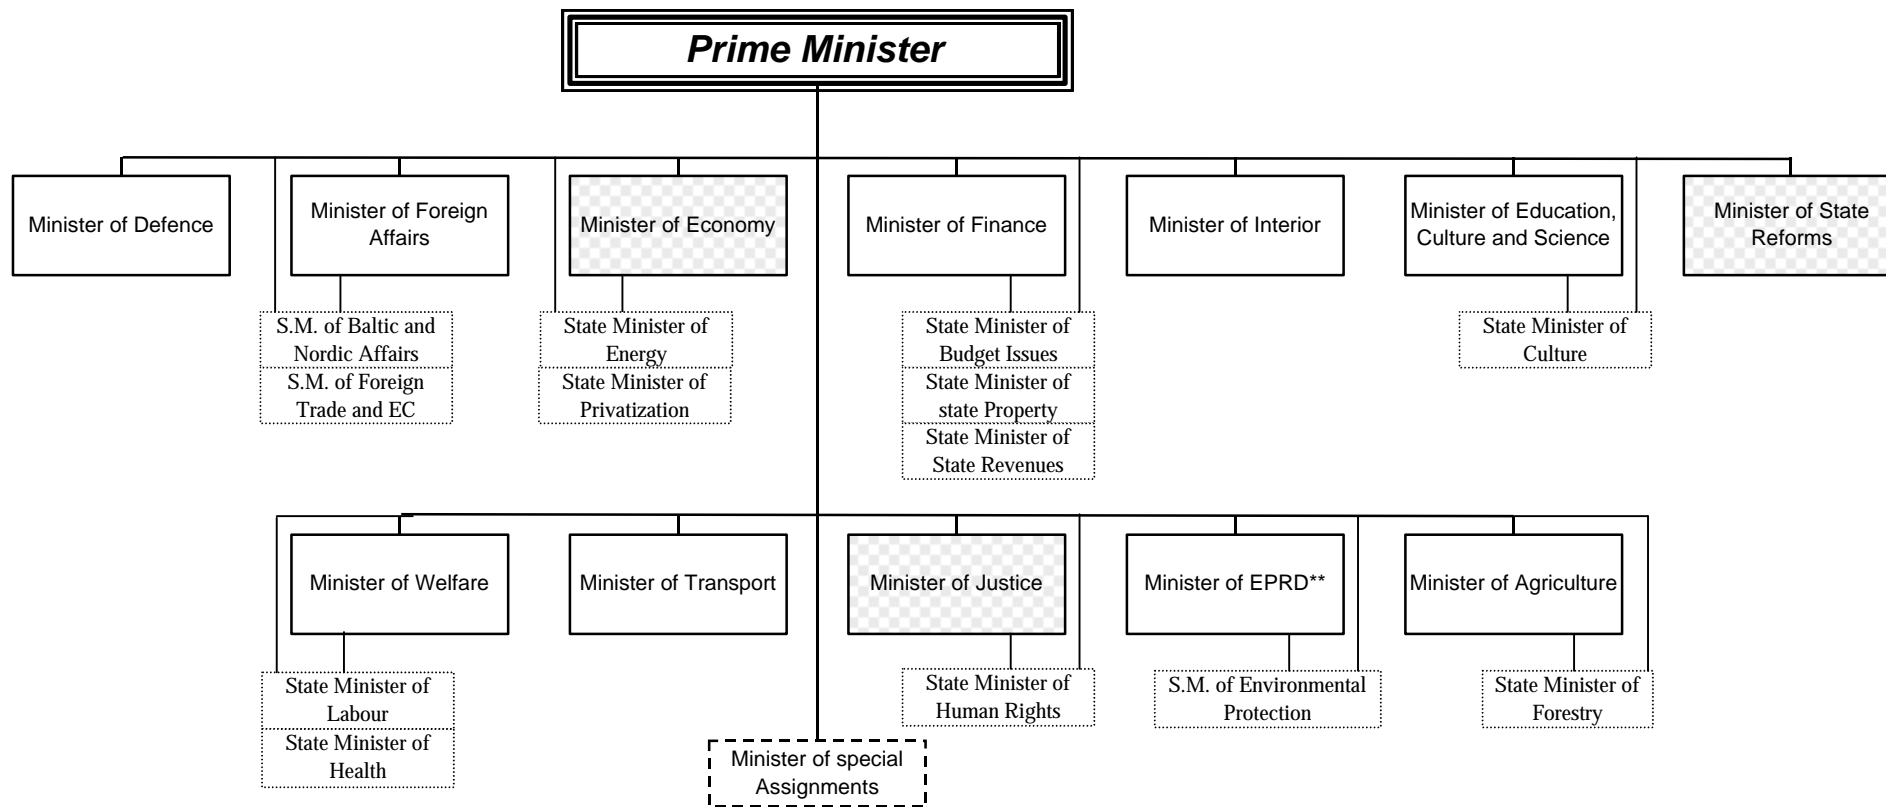 Prime Minister
Minister of Defence
Minister of Foreign
Affairs
Minister of Economy
Minister of Finance
Minister of Interior
Minister of Education,
Culture and Science
Minister of State
Reforms
S.M. of Baltic and
Nordic Affairs
S.M. of Foreign
Trade and EC
State Minister of
Energy
State Minister of
Privatization
State Minister of
Budget Issues
State Minister of
state Property
State Minister of
State Revenues
State Minister of
Culture
Minister of Welfare
Minister of Transport
Minister of Justice
Minister of EPRD**
Minister of Agriculture
State Minister of
Labour
State Minister of
Health
State Minister of
Human Rights
S.M. of Environmental
Protection
State Minister of
Forestry
Minister of special
Assignments